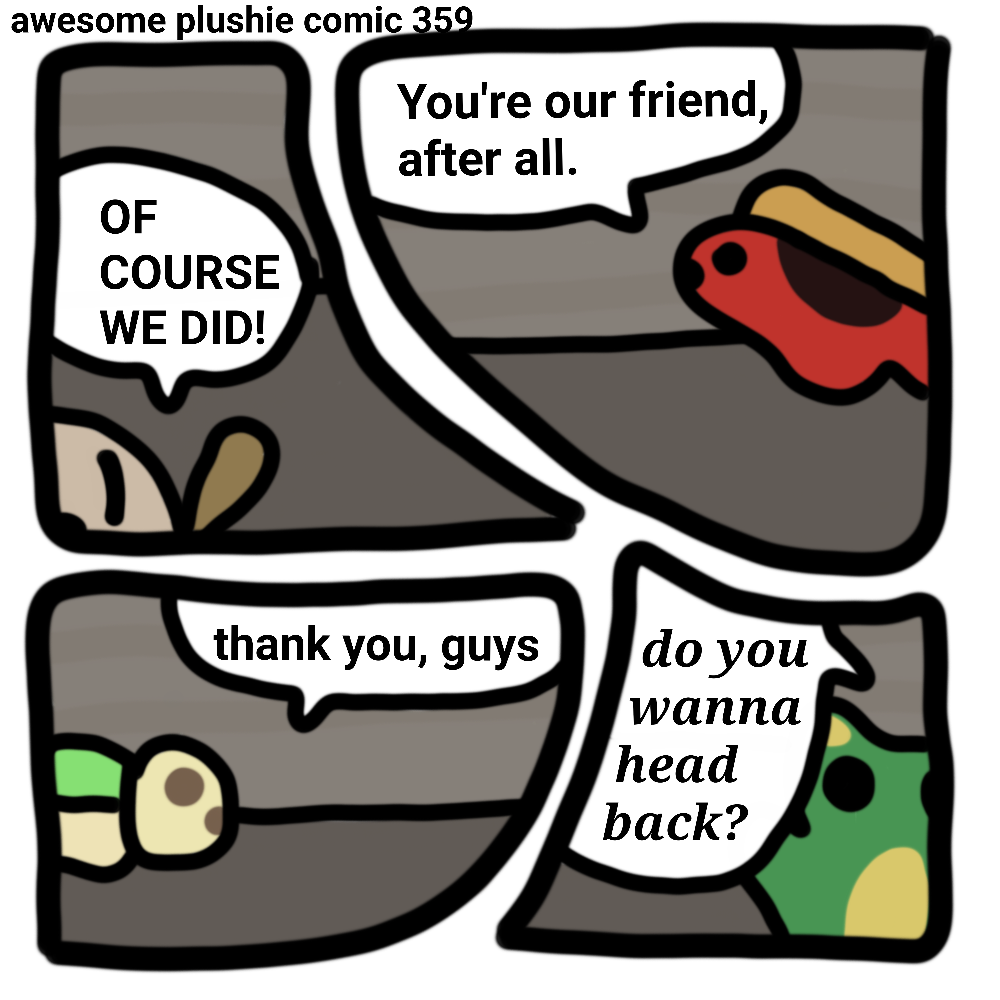 awesome plushie comic 359
OF
COURSE
WE DID!
You're our friend,
after all.
thank you, guys
do you
wanna
head
back?